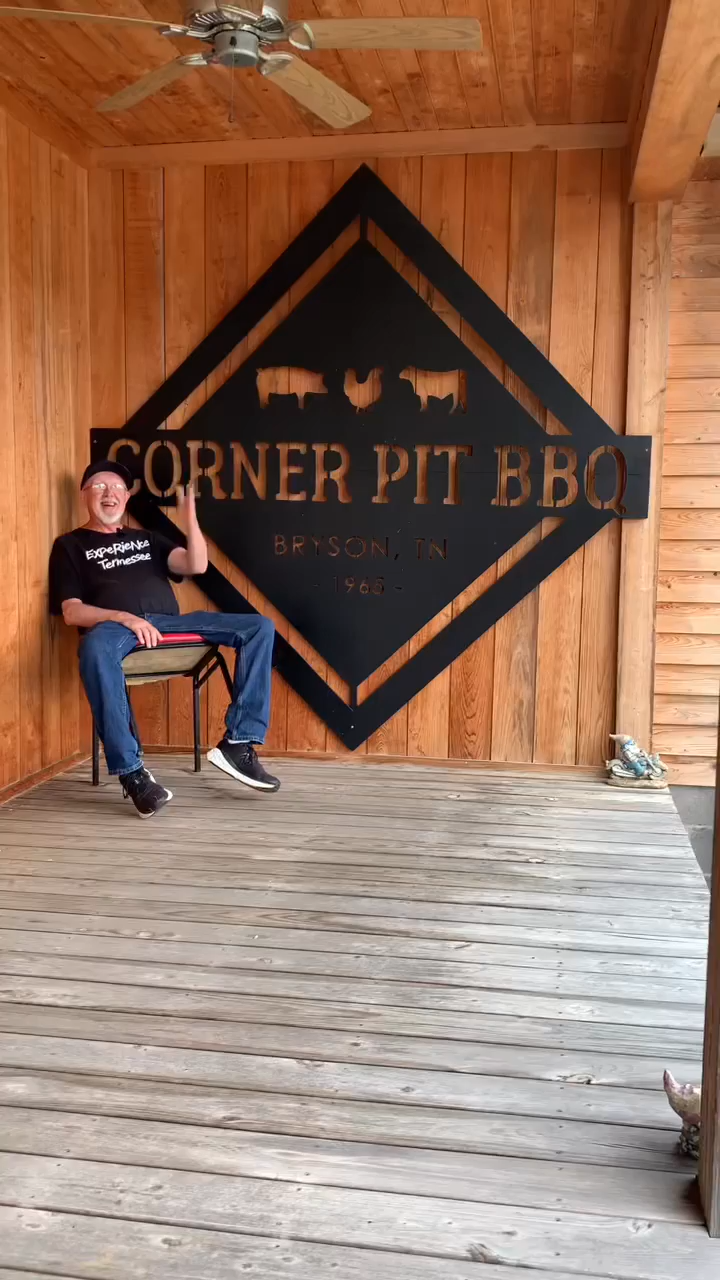 CORNER PIT BBQ
BRYSON, TN
- 1965 -
Experience
Tennessee